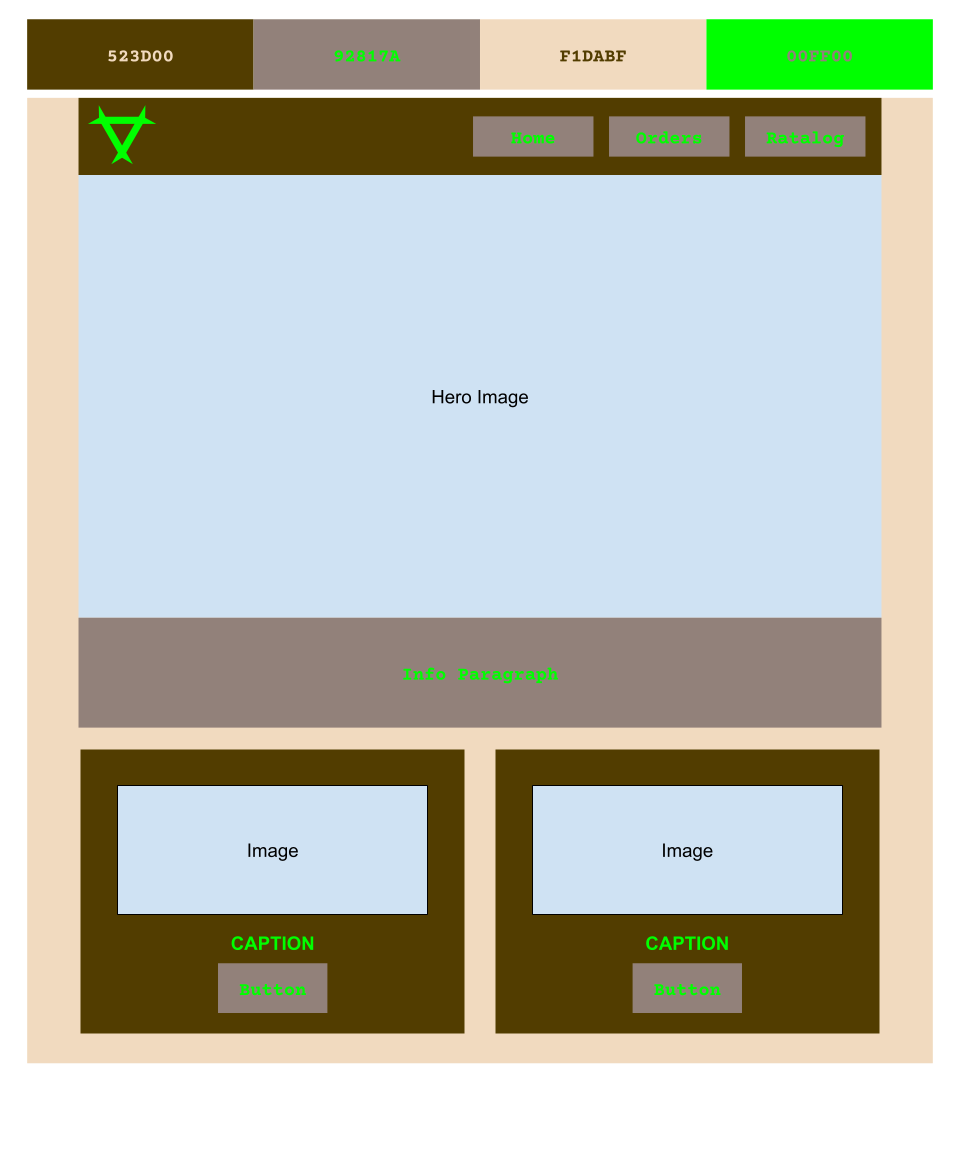 523D00
92817A
F1DABF
00FF00
Home
Orders
Ratalog
Hero Image
Info Paragraph
Image
Image
CAPTION
CAPTION
Button
Button